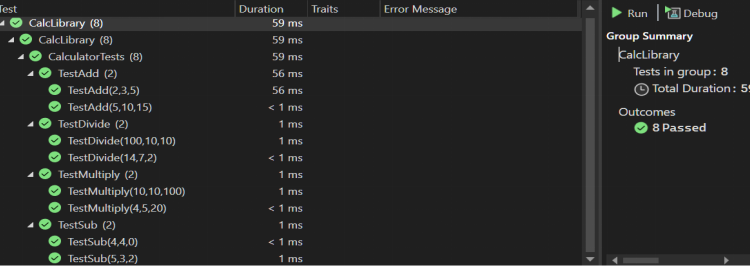 Test Duration Traits Error Message
CalcLibrary (8) 59 ms
CalcLibrary (8) 59 ms
CalculatorTests (8) 59 ms
TestAdd (2) 56 ms
TestAdd(2,3,5) 56 ms
TestAdd(5,10,15) < 1 ms
TestDivide (2) 1 ms
TestDivide(100,10,10) 1 ms
TestDivide(14,7,2) < 1 ms
TestMultiply (2) 1 ms
TestMultiply(10,10,100) 1 ms
TestMultiply(4,5,20) < 1 ms
TestSub (2) 1 ms
TestSub(4,4,0) < 1 ms
TestSub(5,3,2) 1 ms
Run Debug
Group Summary
CalcLibrary
Tests in group: 8
Total Duration: 59
Outcomes
8 Passed